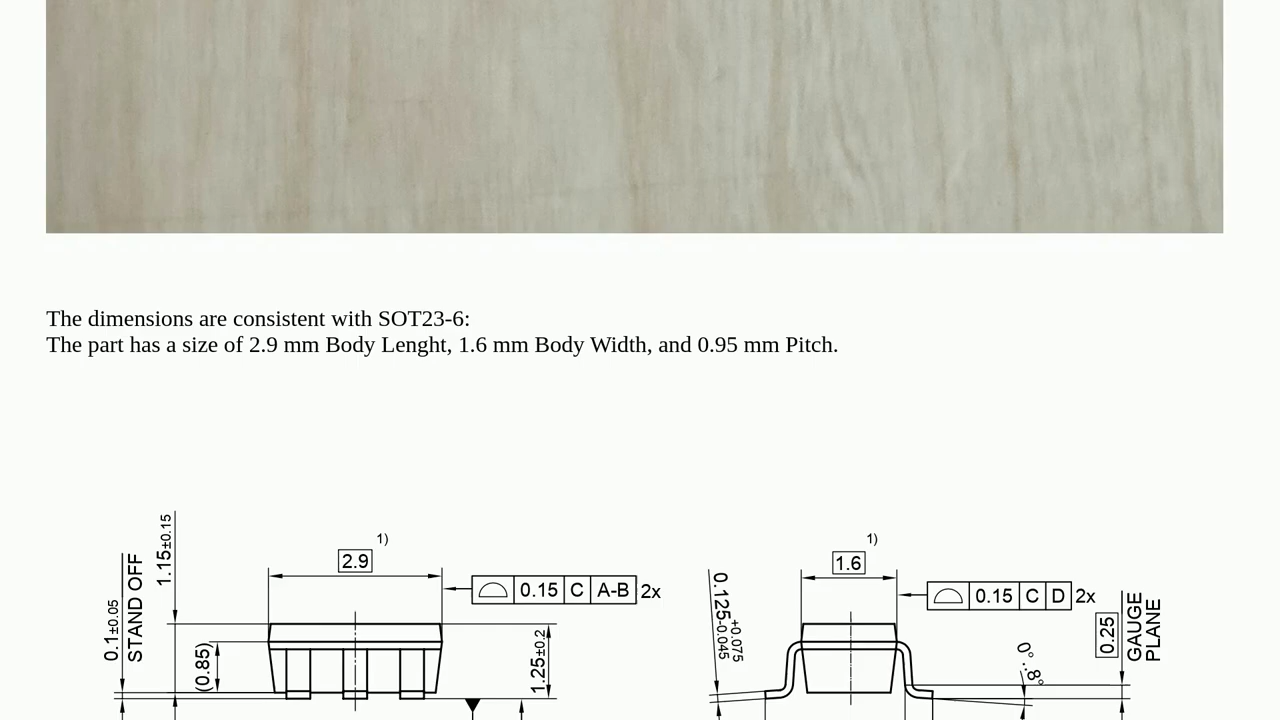 The dimensions are consistent with SOT23-6:
The part has a size of 2.9 mm Body Lenght, 1.6 mm Body Width, and 0.95 mm Pitch.
0.1±0.05
STAND OFF
1.15±0.15
(0.85)
2.9
1)
0.15 C A-B 2x
1.25±0.2
0.125 +0.075 -0.045
1.6
1)
0.15 C D 2x
0°..8°
0.25
GAUGE
PLANE